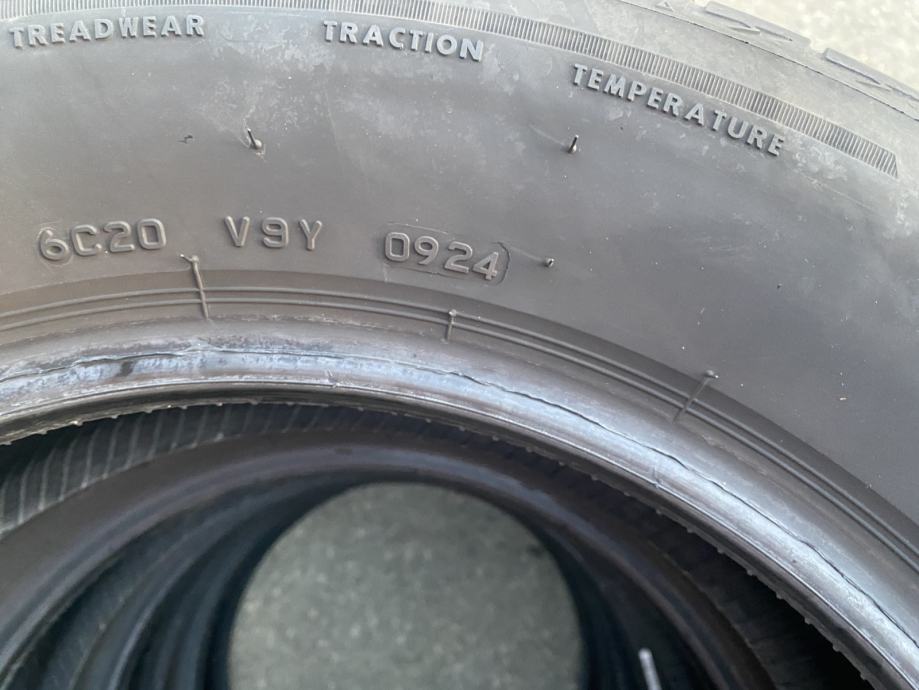 TREADWEAR TRACTION TEMPERATURE
6C20 V9Y 0924